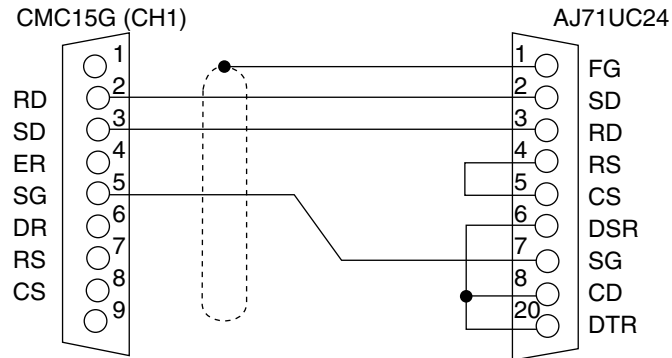 CMC15G (CH1)
AJ71UC24
1
RD 2
SD 3
ER 4
SG 5
DR 6
RS 7
CS 8
9
1 FG
2 SD
3 RD
4 RS
5 CS
6 DSR
7 SG
8 CD
20 DTR